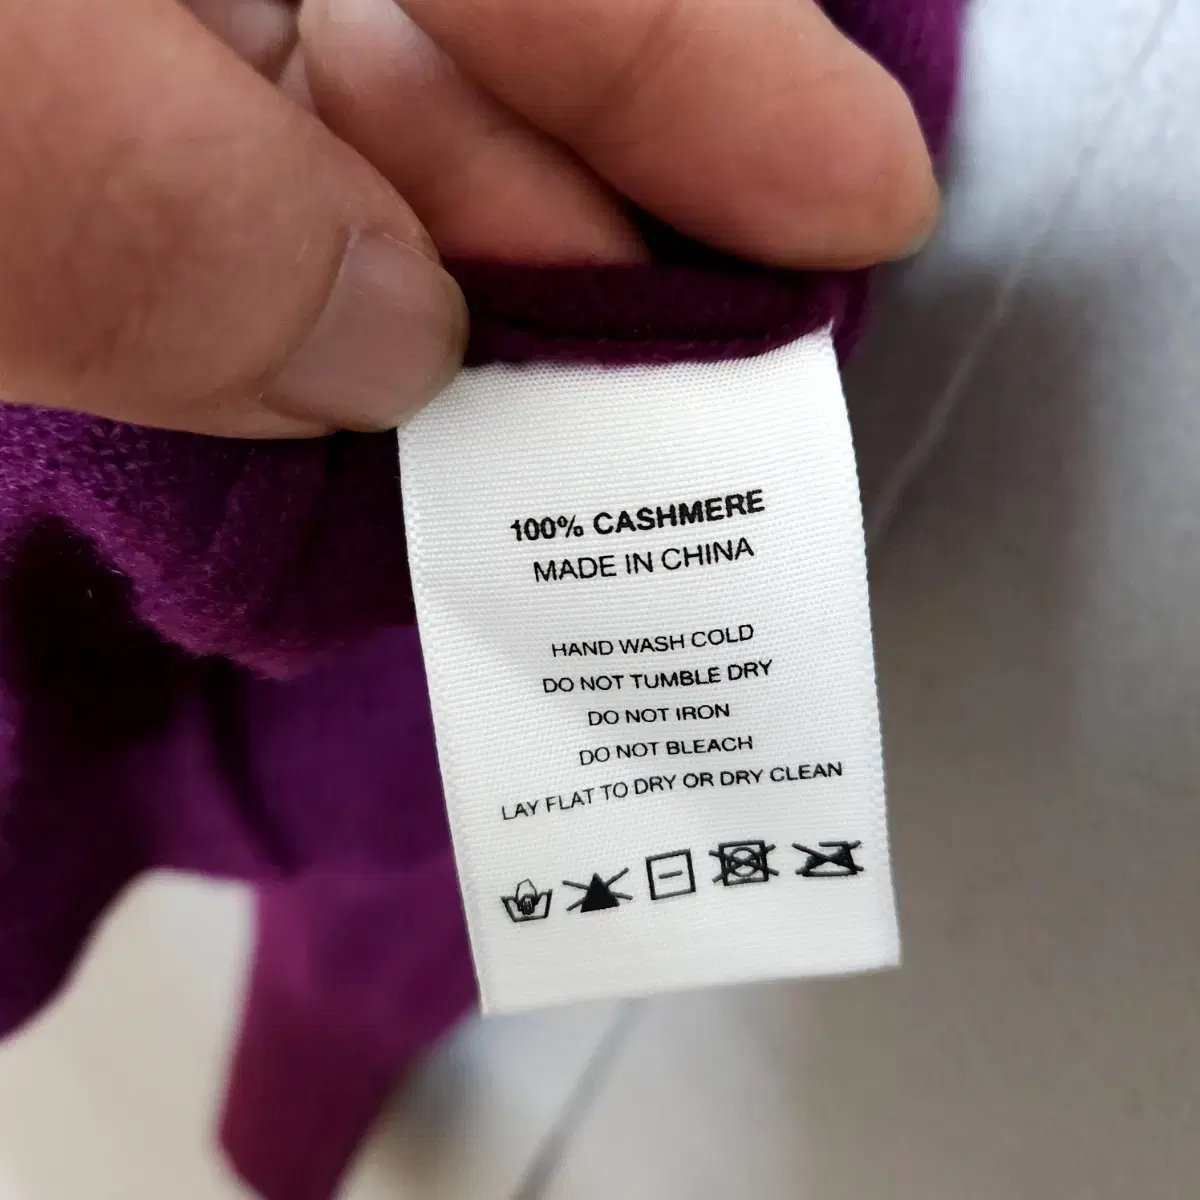 100% CASHMERE
MADE IN CHINA
HAND WASH COLD
DO NOT TUMBLE DRY
DO NOT IRON
DO NOT BLEACH
LAY FLAT TO DRY OR DRY CLEAN